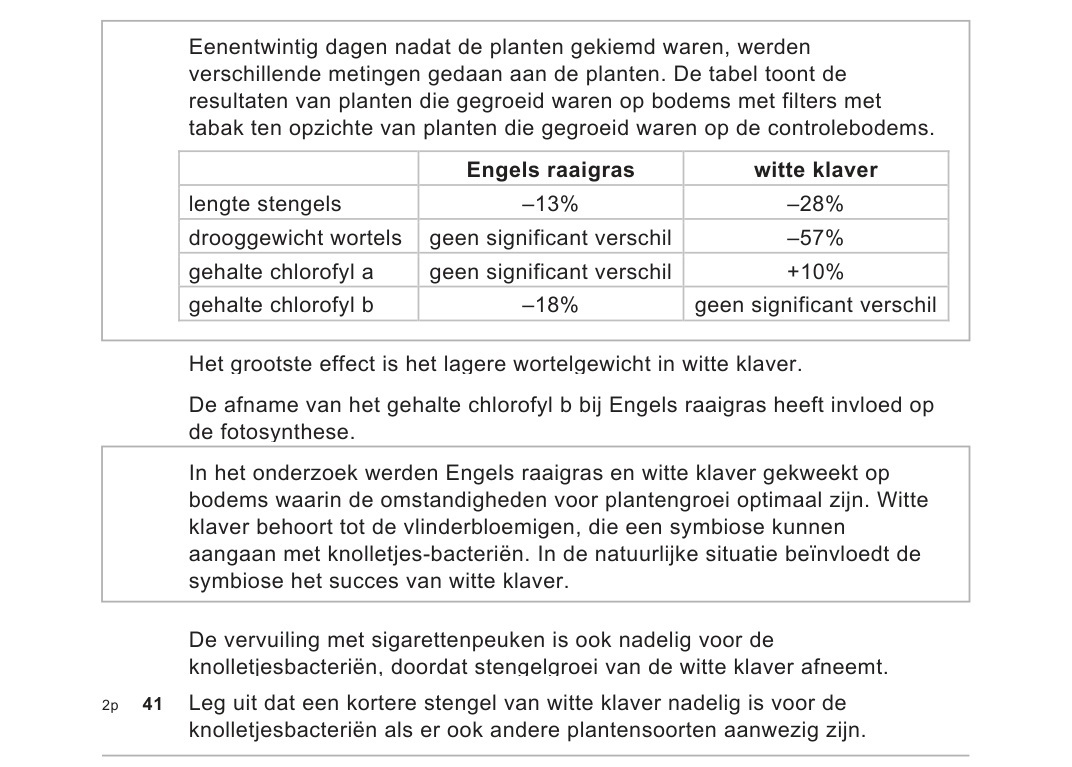 Eenentwintig dagen nadat de planten gekiemd waren, werden
verschillende metingen gedaan aan de planten. De tabel toont de
resultaten van planten die gegroeid waren op bodems met filters met
tabak ten opzichte van planten die gegroeid waren op de controlebodems.
Engels raaigras witte klaver
lengte stengels –13% –28%
drooggewicht wortels geen significant verschil –57%
gehalte chlorofyl a geen significant verschil +10%
gehalte chlorofyl b –18% geen significant verschil
Het grootste effect is het lagere wortelgewicht in witte klaver.
De afname van het gehalte chlorofyl b bij Engels raaigras heeft invloed op
de fotosynthese.
In het onderzoek werden Engels raaigras en witte klaver gekweekt op
bodems waarin de omstandigheden voor plantengroei optimaal zijn. Witte
klaver behoort tot de vlinderbloemigen, die een symbiose kunnen
aangaan met knolletjes-bacteriën. In de natuurlijke situatie beïnvloedt de
symbiose het succes van witte klaver.
De vervuiling met sigarettenpeuken is ook nadelig voor de
knolletjesbacteriën, doordat stengelgroei van de witte klaver afneemt.
2p 41 Leg uit dat een kortere stengel van witte klaver nadelig is voor de
knolletjesbacteriën als er ook andere plantensoorten aanwezig zijn.